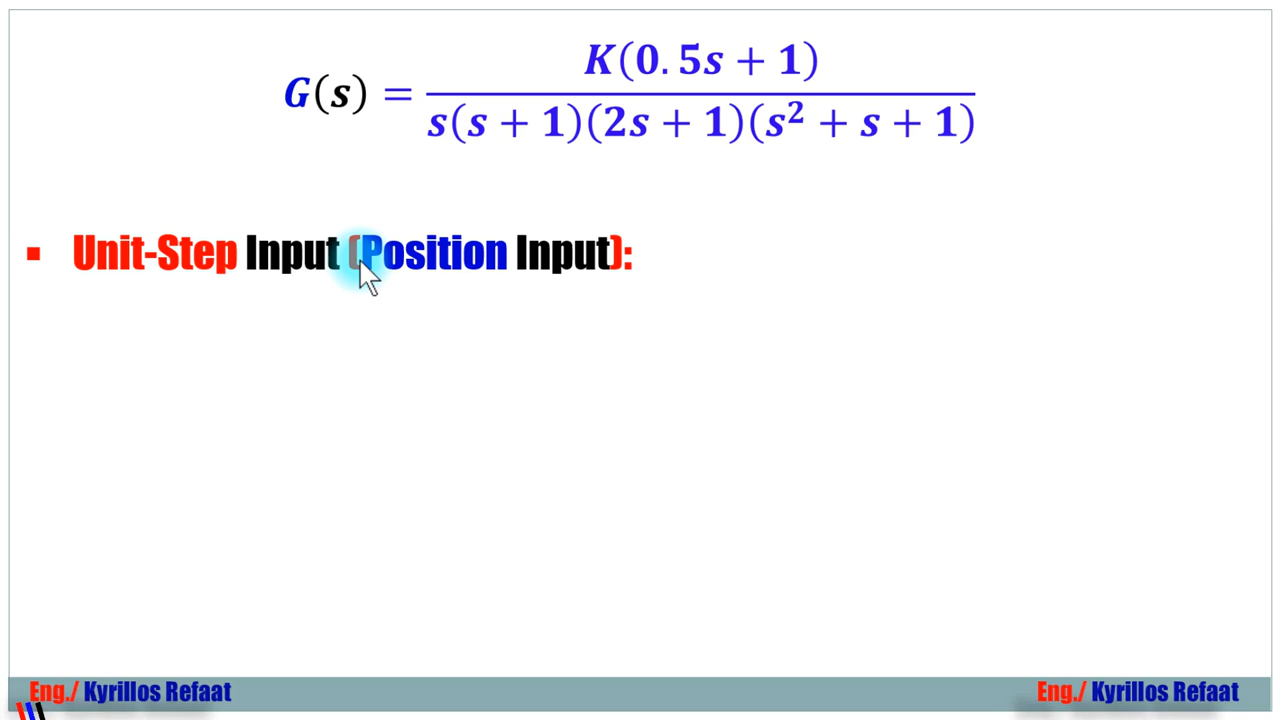 G(s) = K(0.5s + 1) / s(s + 1)(2s + 1)(s² + s + 1)
▪ Unit-Step Input (Position Input):
Eng./ Kyrillos Refaat
Eng./ Kyrillos Refaat